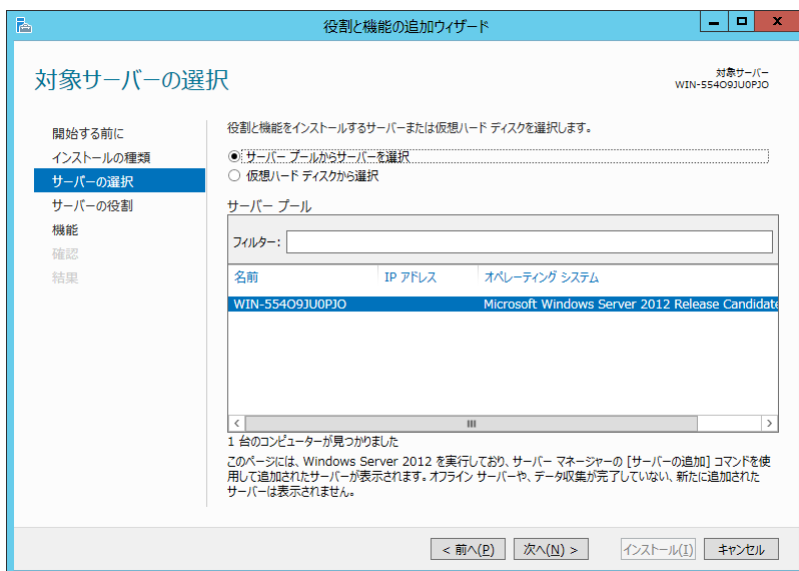 役割と機能の追加ウィザード
対象サーバーの選択
対象サーバー
WIN-554O9JU0PJO
開始する前に
インストールの種類
サーバーの選択
サーバーの役割
機能
確認
結果
役割と機能をインストールするサーバーまたは仮想ハード ディスクを選択します。
サーバー プールからサーバーを選択
仮想ハード ディスクから選択
サーバー プール
フィルター:
名前 IP アドレス オペレーティング システム
WIN-554O9JU0PJO Microsoft Windows Server 2012 Release Candidate
1 台のコンピューターが見つかりました
このページには、Windows Server 2012 を実行しており、サーバー マネージャーの [サーバーの追加] コマンドを使
用して追加されたサーバーが表示されます。オフライン サーバーや、データ収集が完了していない、新たに追加された
サーバーは表示されません。
< 前へ(P) 次へ(N) > インストール(I) キャンセル